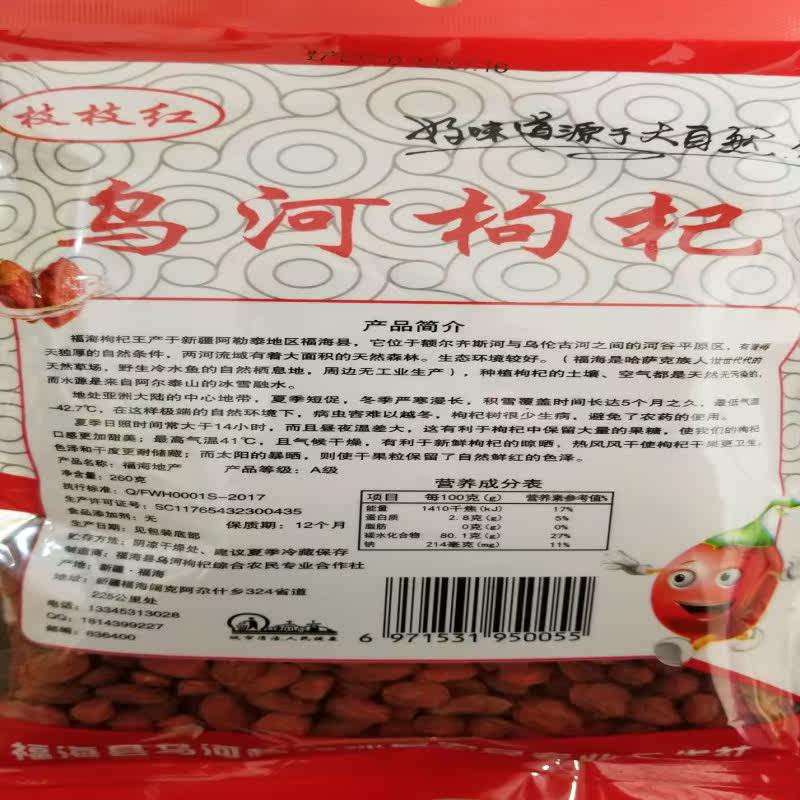 枝枝红
好味道源于大自然
乌河枸杞
产品简介
福海枸杞王产于新疆阿勒泰地区福海县，它位于额尔齐斯河与乌伦古河之间的河谷平原区，有着得
天独厚的自然条件，两河流域有着大面积的天然森林。生态环境较好。（福海是哈萨克族人世世代代的
天然草场，野生冷水鱼的自然栖息地，周边无工业生产），种植枸杞的土壤、空气都是天然无污染的，
而水源是来自阿尔泰山的冰雪融水。
地处亚洲大陆的中心地带，夏季短促，冬季严寒漫长，积雪覆盖时间长达5个月之久，最低气温
-42.7℃，在这样极端的自然环境下，病虫害难以越冬，枸杞树很少生病，避免了农药的使用。
夏季日照时间常大于14小时，而且昼夜温差大，这有利于枸杞中保留大量的果糖，使我们的枸杞
口感更加甜美；最高气温41℃，且气候干燥，有利于新鲜枸杞的晾晒，热风风干使枸杞干果更卫生，
色泽和干度更耐储藏；而太阳的暴晒，则使干果粒保留了自然鲜红的色泽。
产品名称：福海地产 产品等级：A级
净含量：260克
执行标准：Q/FWH0001S-2017
生产许可证号：SC11765432300435
食品添加剂：无 保质期：12个月
生产日期：见包装底部
贮存方法：阴凉干燥处、建议夏季冷藏保存
制造商：福海县乌河枸杞综合农民专业合作社
产地：新疆·福海
地址：新疆福海阔克阿尕什乡324省道
225公里处
电话：13345313028
QQ：1814399227
邮编：836400
营养成分表
项目 每100克(g) 营养素参考值%
能量 1410千焦(kJ) 17%
蛋白质 2.8克(g) 5%
脂肪 0克(g) 0%
碳水化合物 80.1克(g) 27%
钠 214毫克(mg) 11%
城市清洁人民健康
6 971531 950055
福海县乌河